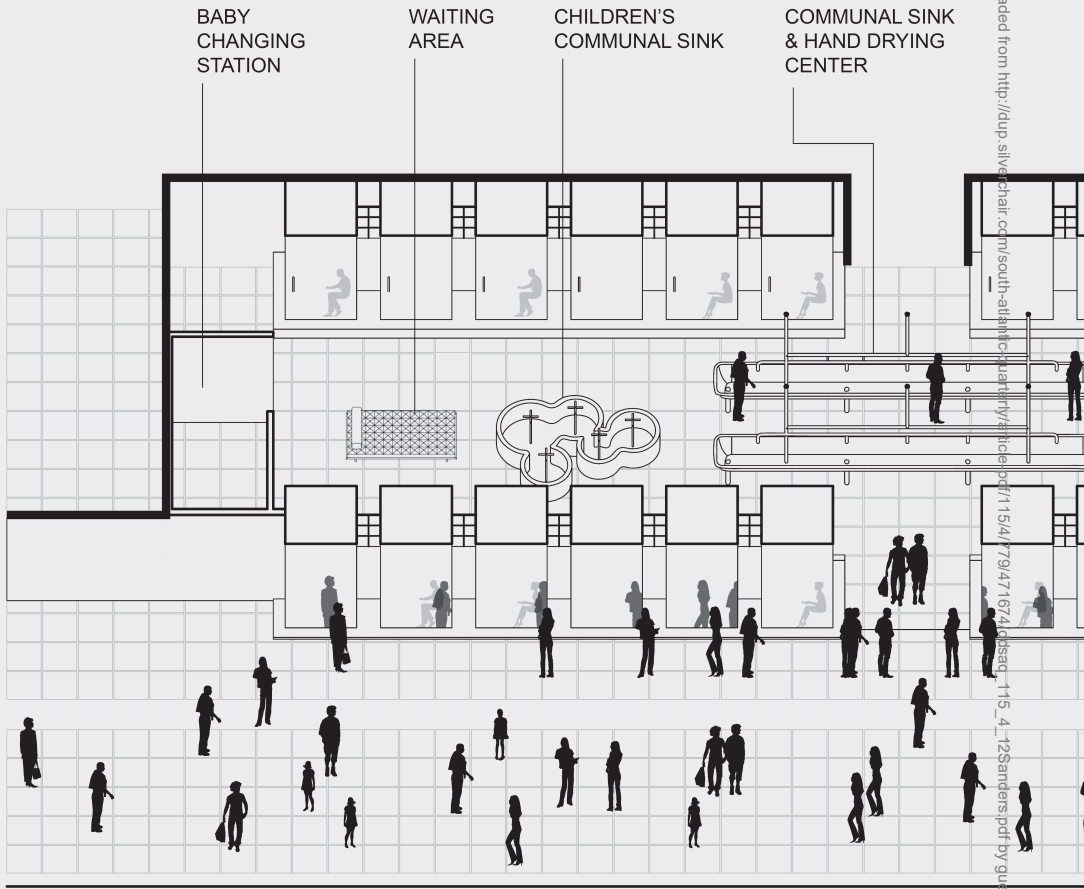 BABY
CHANGING
STATION
WAITING
AREA
CHILDREN'S
COMMUNAL SINK
COMMUNAL SINK
& HAND DRYING
CENTER
aded from http://dup.silverchair.com/south-atlantic-quarterly/article-pdf/115/4/779/471674/ddsaq_115_4_12Sanders.pdf by gue